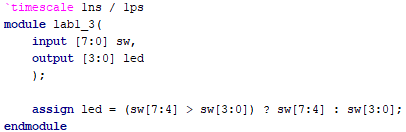 `timescale 1ns / 1ps
module lab1_3(
    input [7:0] sw,
    output [3:0] led
    );
    assign led = (sw[7:4] > sw[3:0]) ? sw[7:4] : sw[3:0];
endmodule